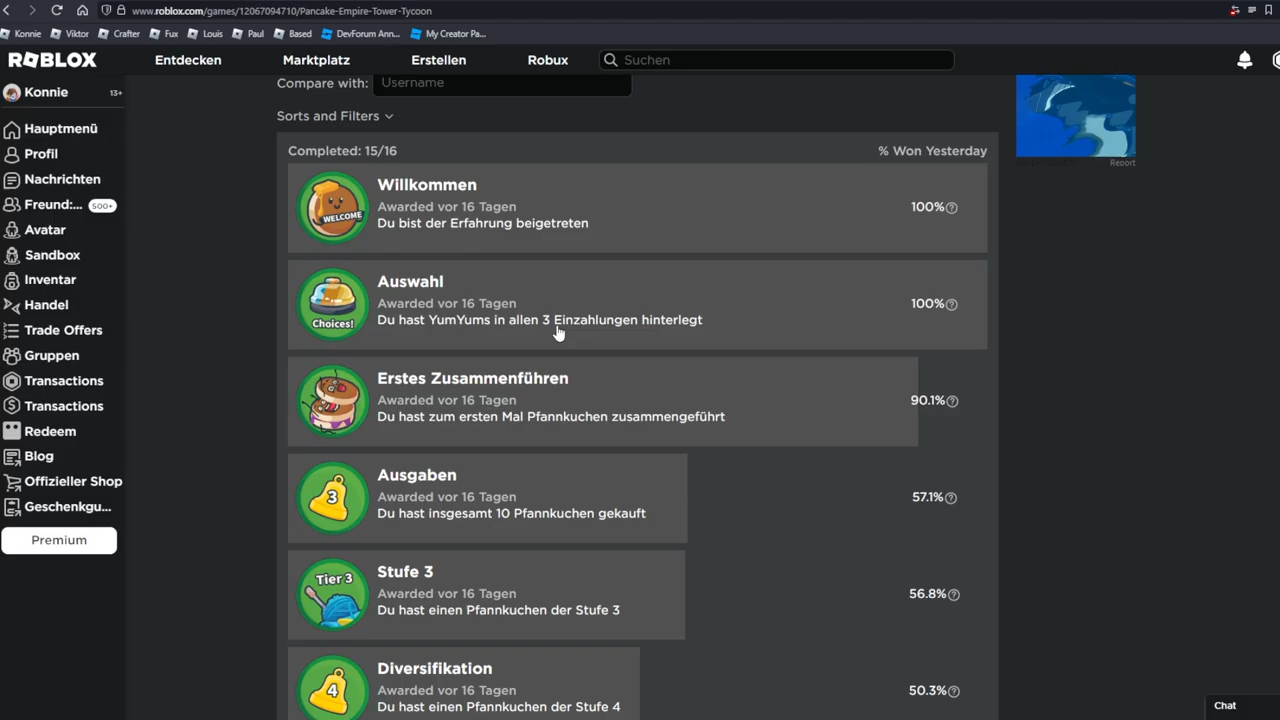 www.roblox.com/games/12067094710/Pancake-Empire-Tower-Tycoon
Konnie Viktor Crafter Fux Louis Paul Based DevForum Ann... My Creator Pa...
ROBLOX Entdecken Marktplatz Erstellen Robux Suchen
Konnie 13+
Hauptmenü
Profil
Nachrichten
Freund:... 500+
Avatar
Sandbox
Inventar
Handel
Trade Offers
Gruppen
Transactions
Transactions
Redeem
Blog
Offizieller Shop
Geschenkgu...
Premium
Compare with: Username
Sorts and Filters
Completed: 15/16 % Won Yesterday
WELCOME
Willkommen
Awarded vor 16 Tagen
Du bist der Erfahrung beigetreten
100%
Choices!
Auswahl
Awarded vor 16 Tagen
Du hast YumYums in allen 3 Einzahlungen hinterlegt
100%
Erstes Zusammenführen
Awarded vor 16 Tagen
Du hast zum ersten Mal Pfannkuchen zusammengeführt
90.1%
3
Ausgaben
Awarded vor 16 Tagen
Du hast insgesamt 10 Pfannkuchen gekauft
57.1%
Tier 3
Stufe 3
Awarded vor 16 Tagen
Du hast einen Pfannkuchen der Stufe 3
56.8%
4
Diversifikation
Awarded vor 16 Tagen
Du hast einen Pfannkuchen der Stufe 4
50.3%
Report
Chat